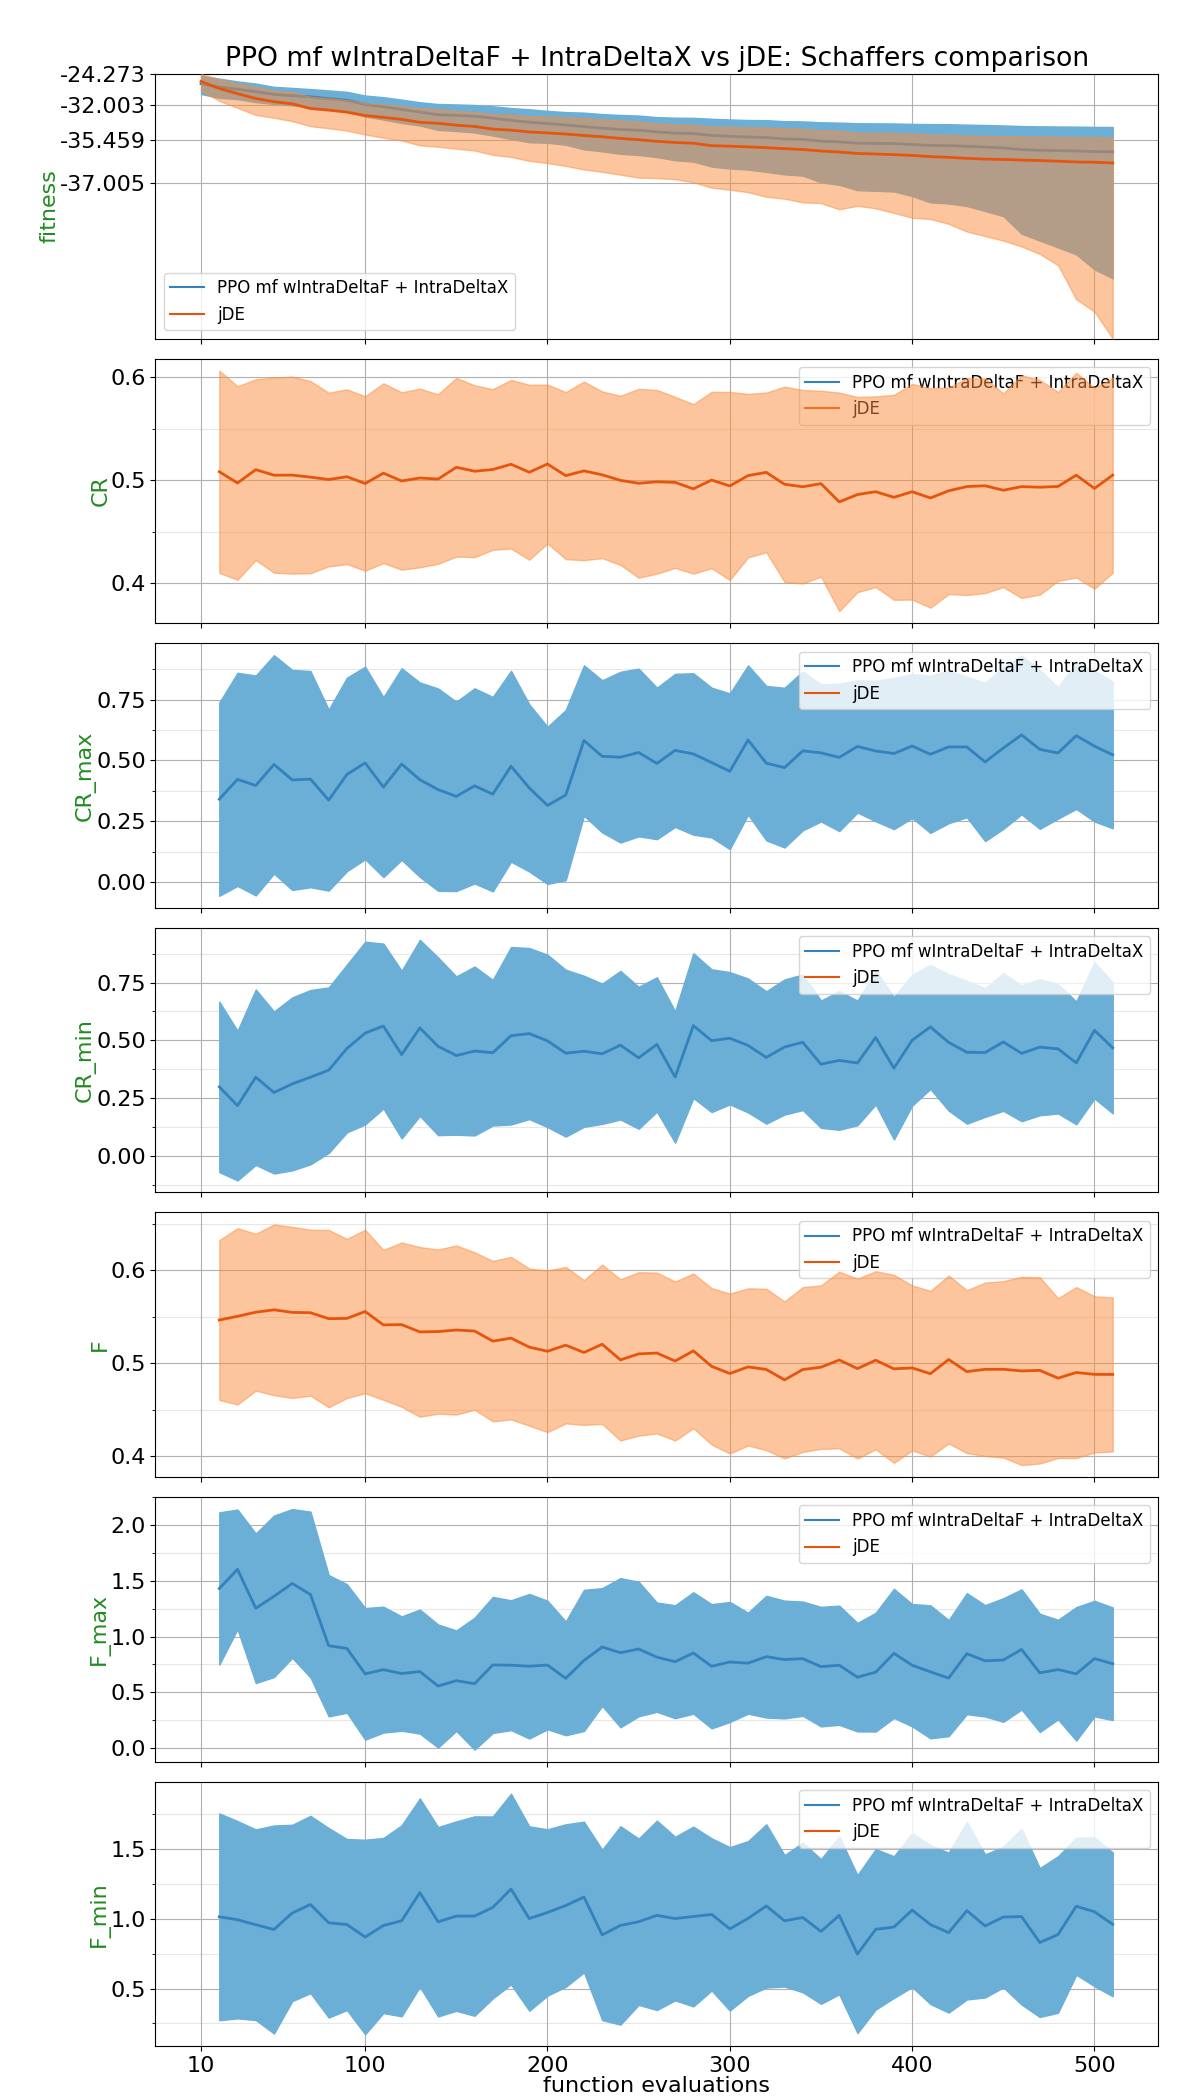 PPO mf wIntraDeltaF + IntraDeltaX vs jDE: Schaffers comparison
-24.273
-32.003
-35.459
-37.005
fitness
PPO mf wIntraDeltaF + IntraDeltaX
jDE
0.6
0.5
0.4
CR
PPO mf wIntraDeltaF + IntraDeltaX
jDE
0.75
0.50
0.25
0.00
CR_max
PPO mf wIntraDeltaF + IntraDeltaX
jDE
0.75
0.50
0.25
0.00
CR_min
PPO mf wIntraDeltaF + IntraDeltaX
jDE
0.6
0.5
0.4
F
PPO mf wIntraDeltaF + IntraDeltaX
jDE
2.0
1.5
1.0
0.5
0.0
F_max
PPO mf wIntraDeltaF + IntraDeltaX
jDE
1.5
1.0
0.5
F_min
PPO mf wIntraDeltaF + IntraDeltaX
jDE
10 100 200 300 400 500
function evaluations